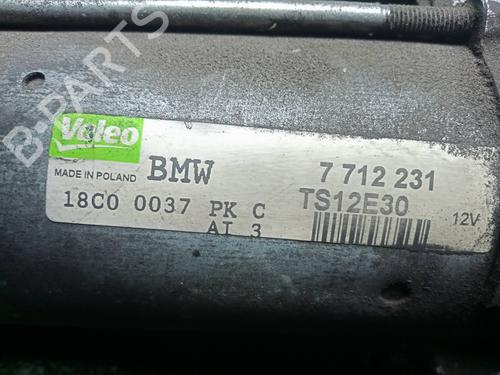 B-PARTS
Valeo
MADE IN POLAND BMW 7 712 231
18C0 0037 PK C TS12E30 12V
AI 3